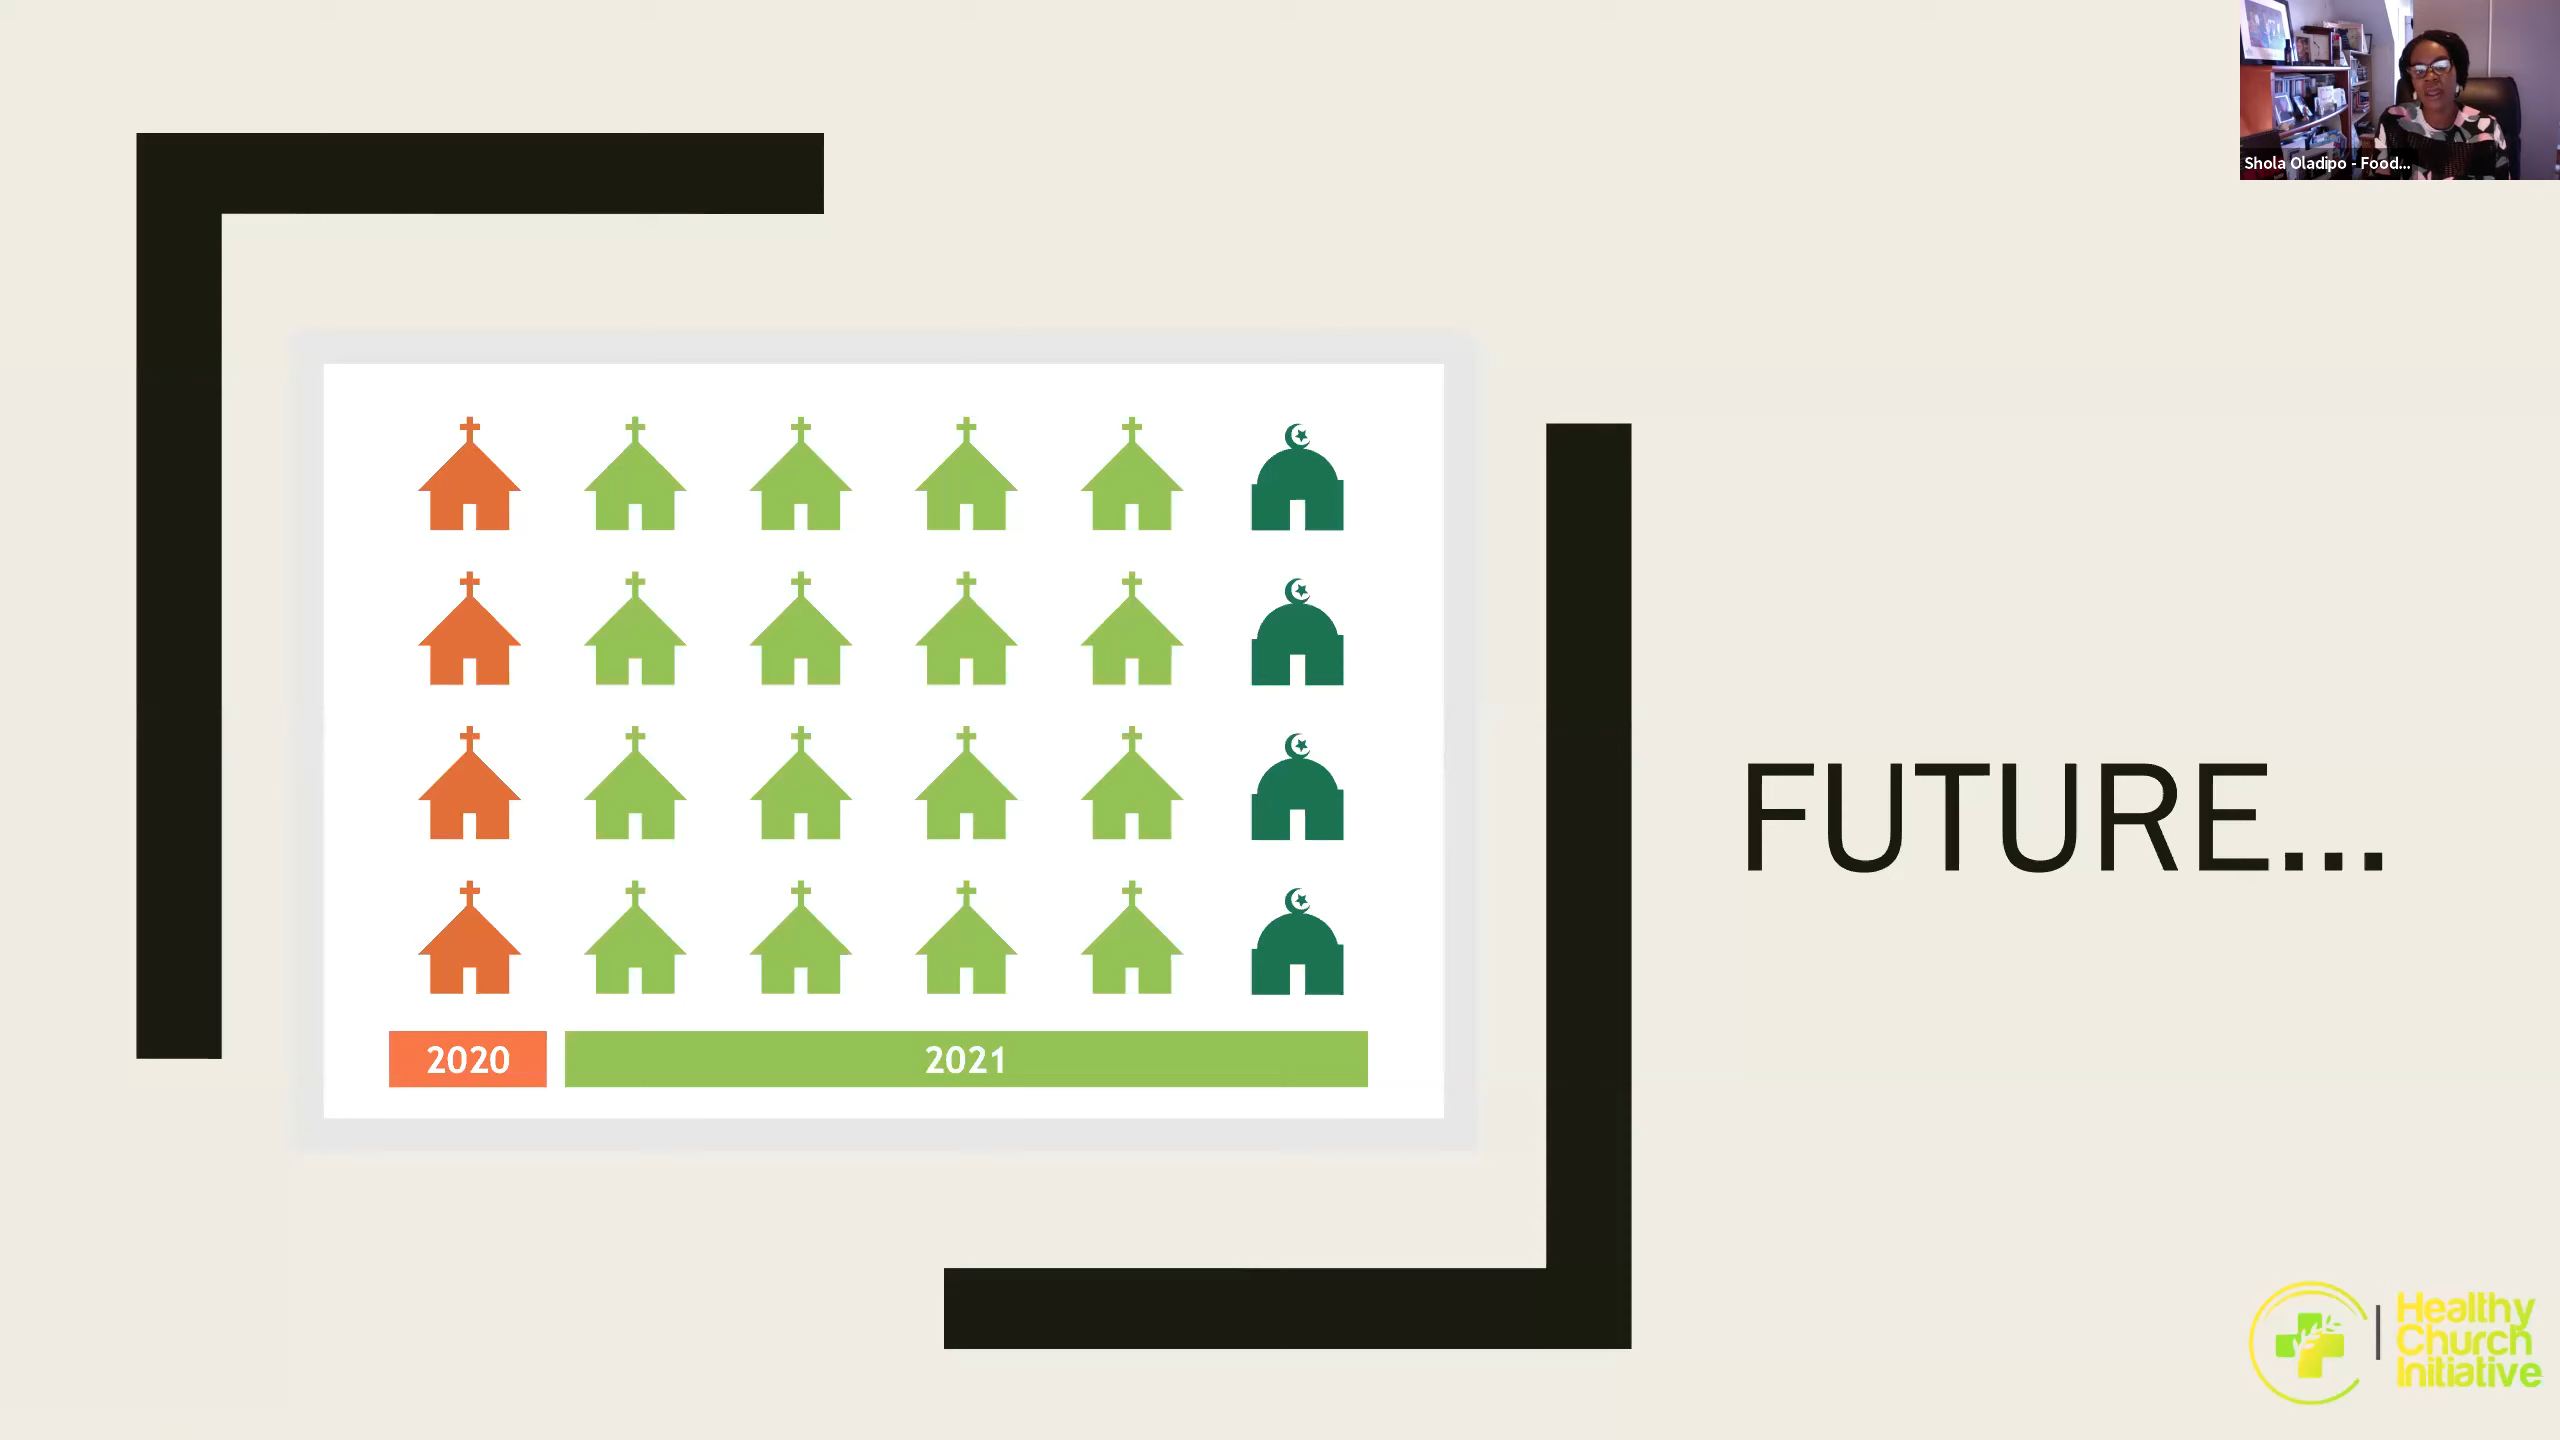 Shola Oladipo - Food...
2020
2021
FUTURE...
Healthy
Church
Initiative